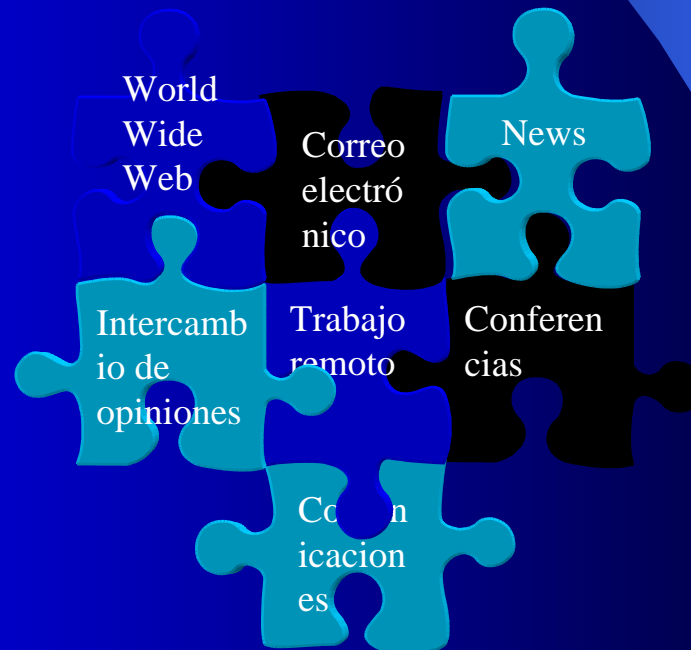 World
Wide
Web
Correo
electró
nico
News
Intercamb
io de
opiniones
Trabajo
remoto
Conferen
cias
icacion
es